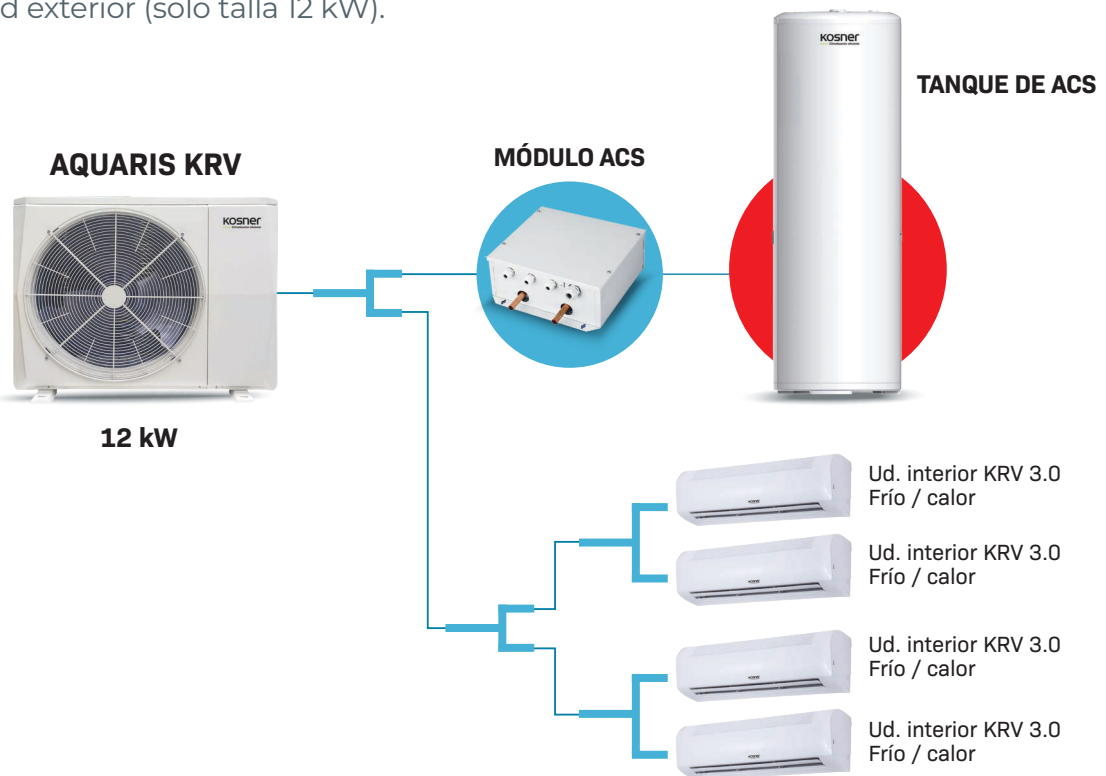 d exterior (solo talla 12 kW).
KOSNER
TANQUE DE ACS
MÓDULO ACS
AQUARIS KRV
KOSNER
12 kW
Ud. interior KRV 3.0
Frío / calor
Ud. interior KRV 3.0
Frío / calor
Ud. interior KRV 3.0
Frío / calor
Ud. interior KRV 3.0
Frío / calor